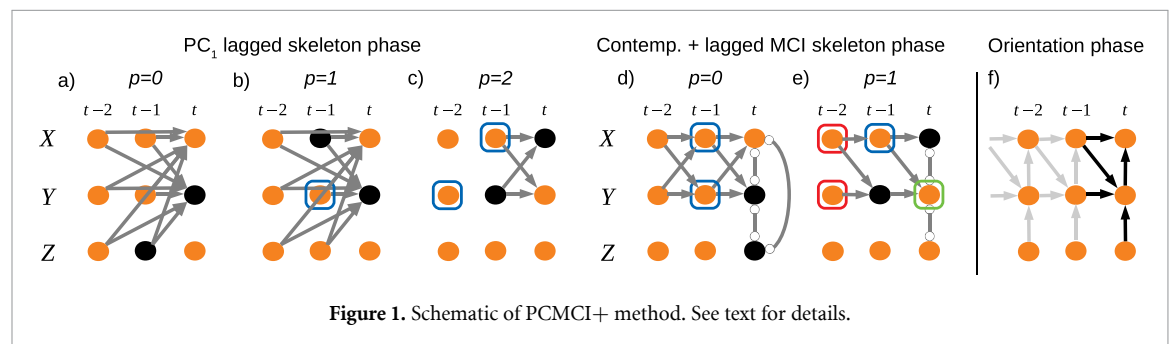 PC1 lagged skeleton phase
Contemp. + lagged MCI skeleton phase
Orientation phase
a) p=0
b) p=1
c) p=2
d) p=0
e) p=1
f)
t−2 t−1 t
t−2 t−1 t
t−2 t−1 t
t−2 t−1 t
t−2 t−1 t
t−2 t−1 t
X
Y
Z
X
Y
Z
Figure 1. Schematic of PCMCI+ method. See text for details.